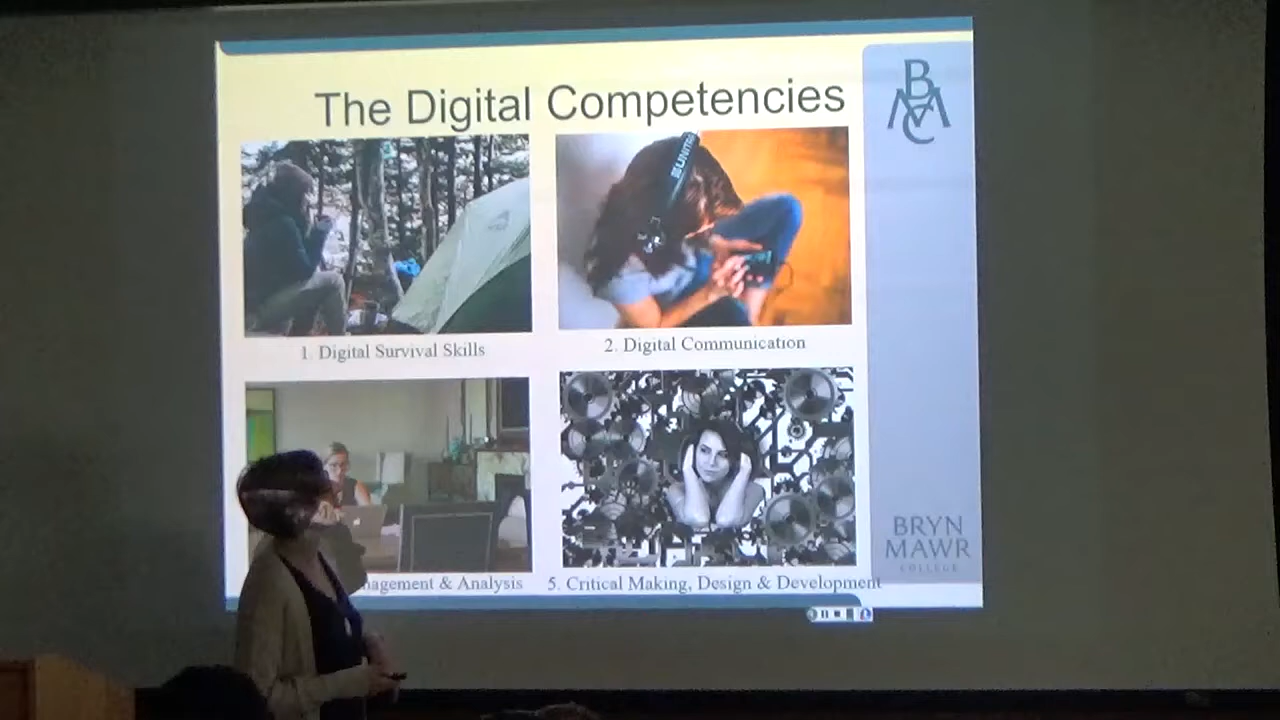 The Digital Competencies
B
M
C
UNIT
1. Digital Survival Skills
2. Digital Communication
nagement & Analysis
5. Critical Making, Design & Development
BRYN
MAWR
COLLEGE